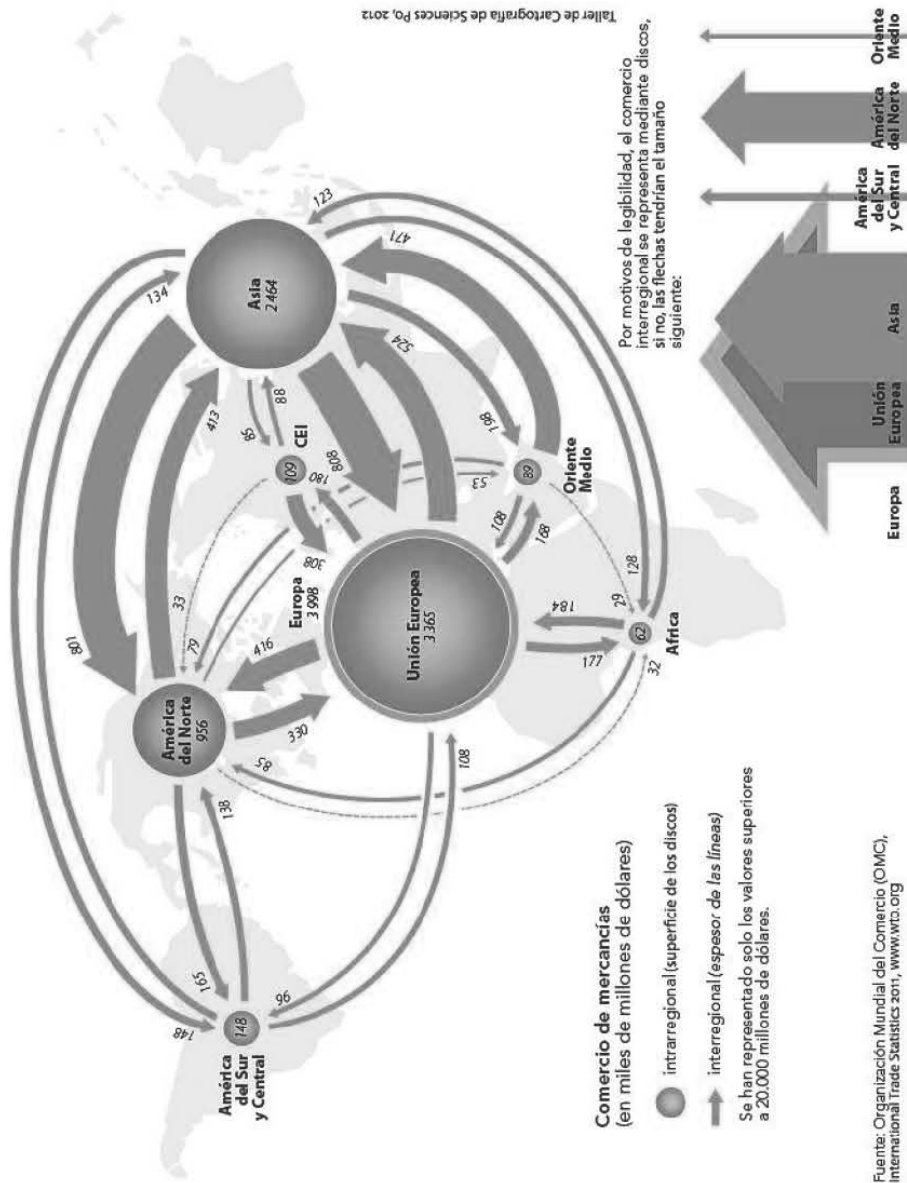 Taller de Cartografía de Sciences Po, 2012
148
134
801
413
123
471
524
Asia
2 464
85
88
CEI
109
180
808
198
53
308
33
79
América
del Norte
956
416
330
Europa
3 998
Unión Europea
3 365
Oriente
Medio
89
108
168
128
29
184
177
62
África
32
85
138
165
América
del Sur
y Central
148
96
108
Comercio de mercancías
(en miles de millones de dólares)
intrarregional (superficie de los discos)
interregional (espesor de las líneas)
Se han representado solo los valores superiores
a 20.000 millones de dólares.
Por motivos de legibilidad, el comercio
interregional se represente mediante discos,
si no, las flechas tendrían el tamaño
siguiente:
Europa
Unión
Europea
Asia
América
del Sur
y Central
América
del Norte
Oriente
Medio
Fuente: Organización Mundial del Comercio (OMC),
International Trade Statistics 2011, www.wto.org